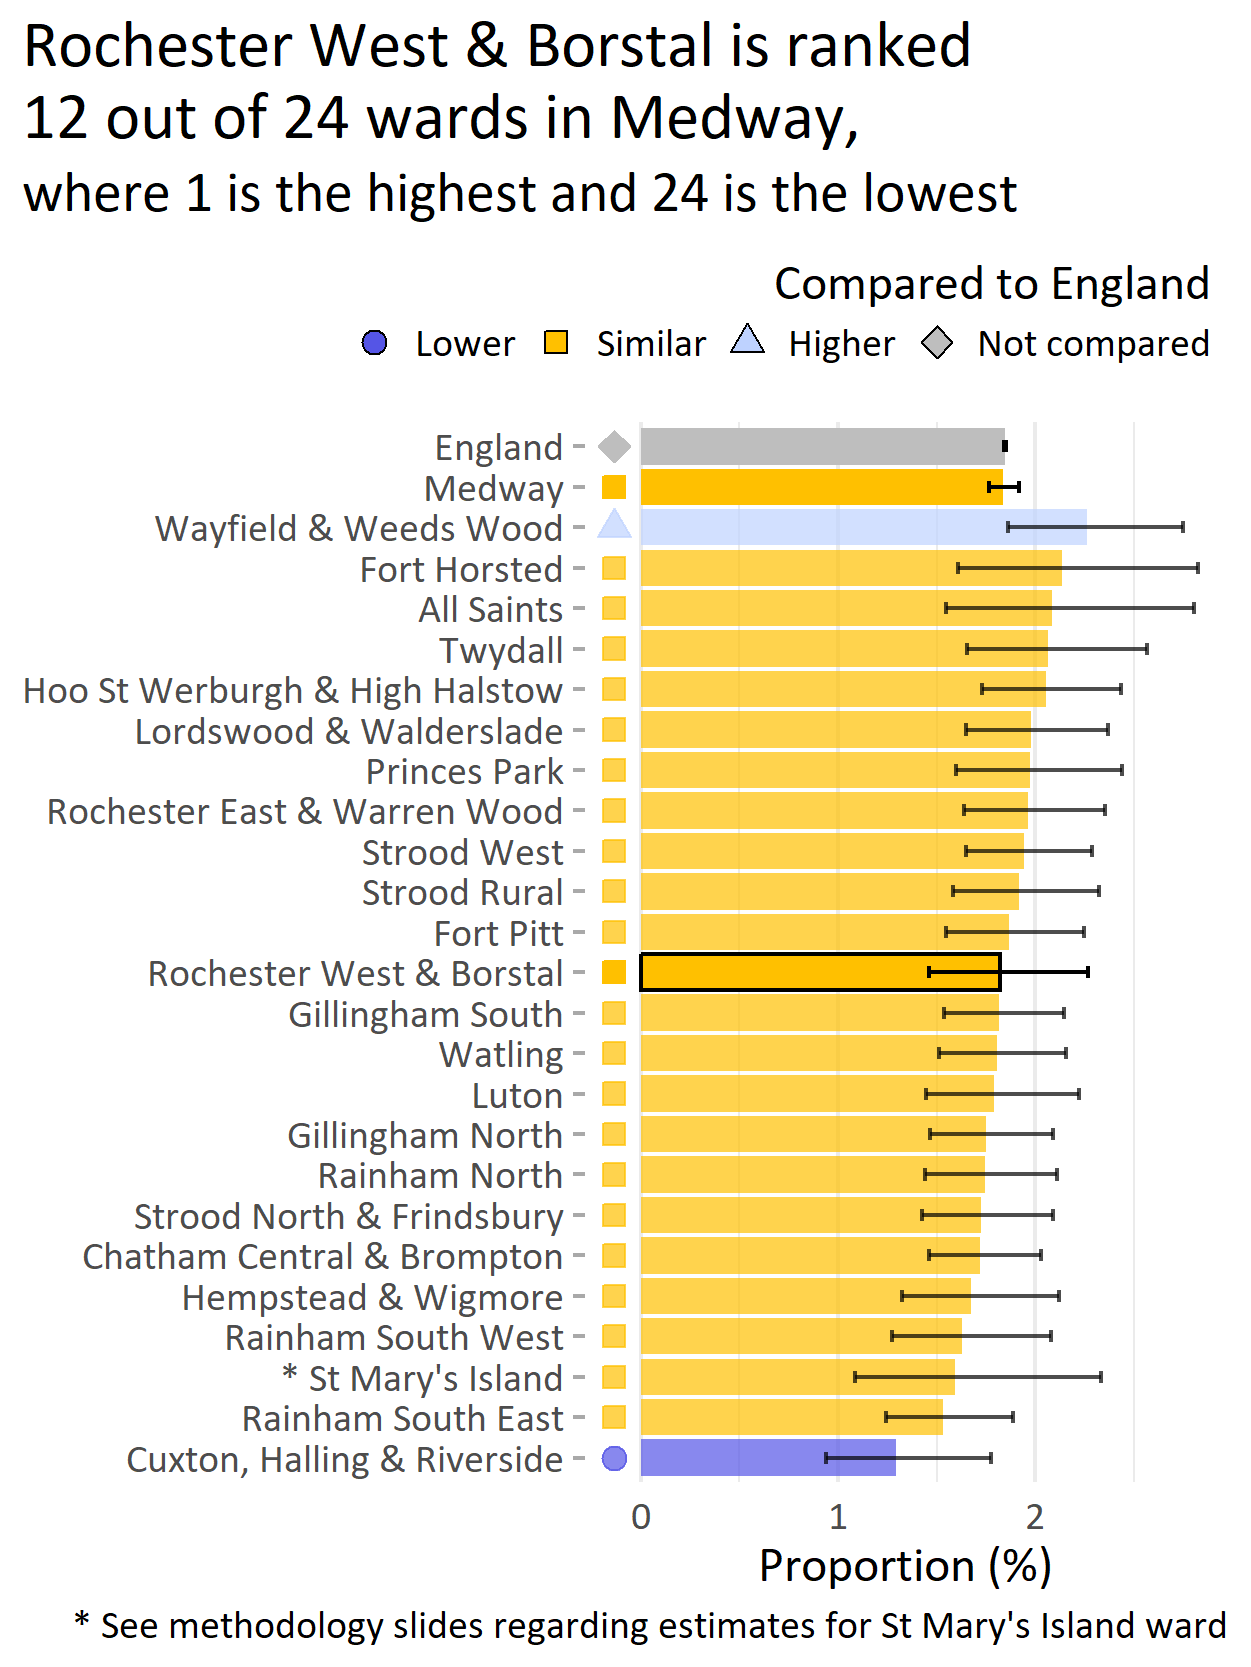 Rochester West & Borstal is ranked
12 out of 24 wards in Medway,
where 1 is the highest and 24 is the lowest
Compared to England
Lower Similar Higher Not compared
England
Medway
Wayfield & Weeds Wood
Fort Horsted
All Saints
Twydall
Hoo St Werburgh & High Halstow
Lordswood & Walderslade
Princes Park
Rochester East & Warren Wood
Strood West
Strood Rural
Fort Pitt
Rochester West & Borstal
Gillingham South
Watling
Luton
Gillingham North
Rainham North
Strood North & Frindsbury
Chatham Central & Brompton
Hempstead & Wigmore
Rainham South West
* St Mary's Island
Rainham South East
Cuxton, Halling & Riverside
0 1 2
Proportion (%)
* See methodology slides regarding estimates for St Mary's Island ward